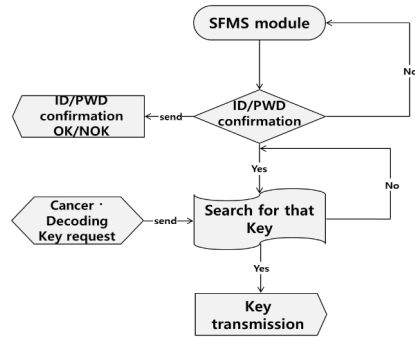 SFMS module
No
ID/PWD
confirmation
OK/NOK
send
ID/PWD
confirmation
Yes
No
Cancer ·
Decoding
Key request
send
Search for that
Key
Yes
Key
transmission